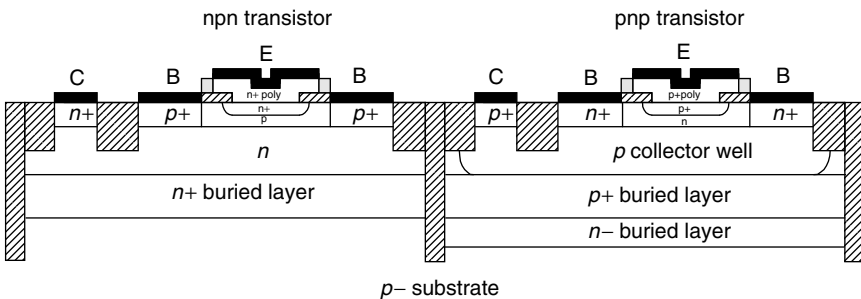 npn transistor
pnp transistor
E
E
C
B
B
C
B
B
n+ poly
p+poly
n+
p+
n+
p
p+
p+
n+
p+
n
n+
n
p collector well
n+ buried layer
p+ buried layer
n− buried layer
p− substrate